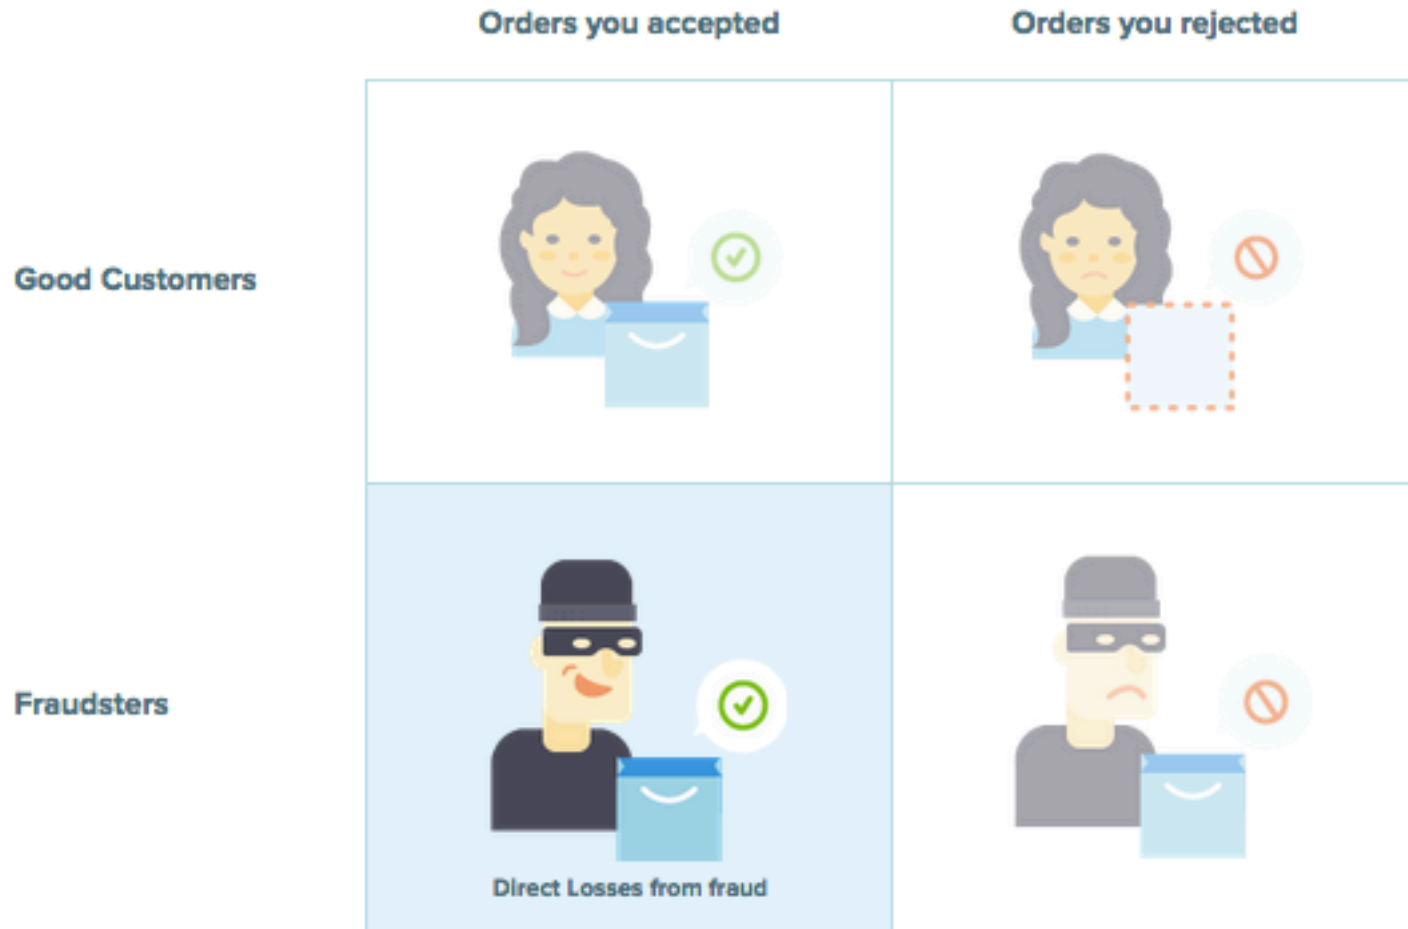 Orders you accepted
Orders you rejected
Good Customers
Fraudsters
Direct Losses from fraud